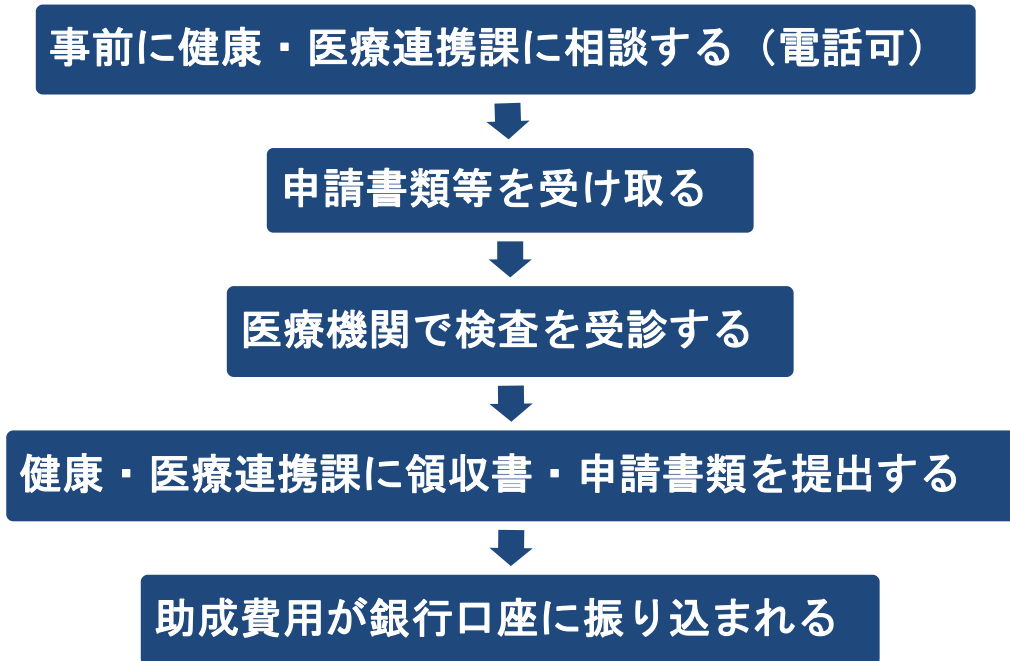 事前に健康・医療連携課に相談する（電話可）
申請書類等を受け取る
医療機関で検査を受診する
健康・医療連携課に領収書・申請書類を提出する
助成費用が銀行口座に振り込まれる